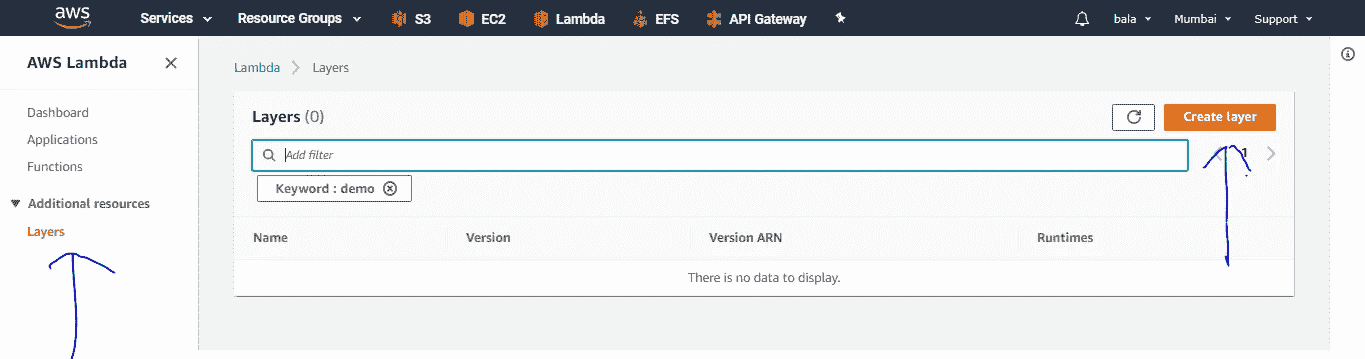 aws Services Resource Groups S3 EC2 Lambda EFS API Gateway bala Mumbai Support
AWS Lambda
Lambda Layers
Dashboard
Layers (0) Create layer
Applications
Add filter 1
Functions
Keyword : demo
Additional resources
Layers
Name Version Version ARN Runtimes
There is no data to display.